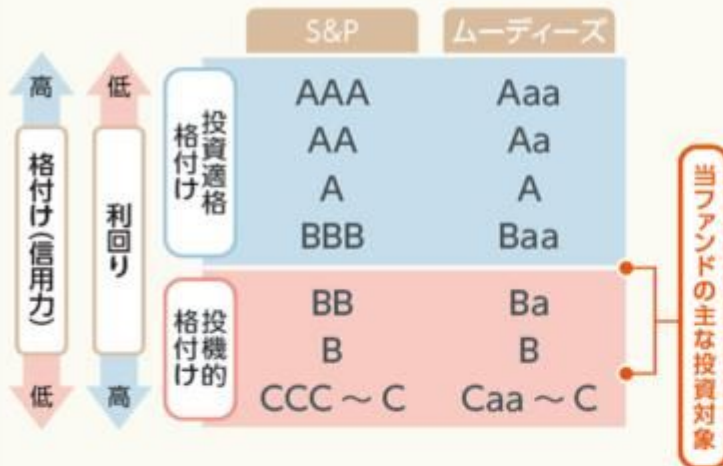 S&P ムーディーズ
高
格付け(信用力)
低
低
利回り
高
投資適格
格付け
AAA Aaa
AA Aa
A A
BBB Baa
投機的
格付け
BB Ba
B B
CCC ～ C Caa ～ C
当ファンドの主な投資対象